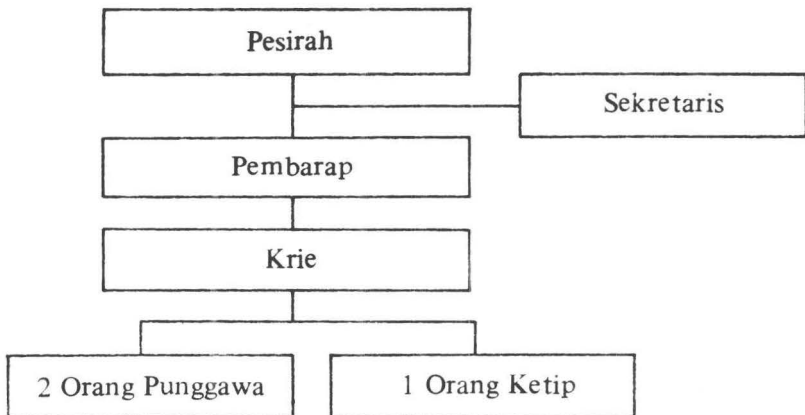 Pesirah
Sekretaris
Pembarap
Krie
2 Orang Punggawa
1 Orang Ketip